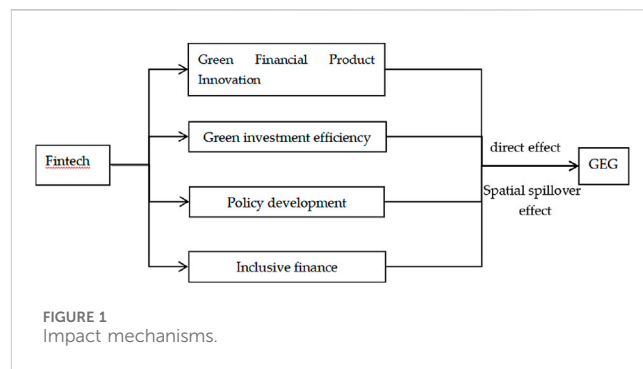 Green Financial Product
Innovation
Green investment efficiency
Fintech
direct effect
GEG
Spatial spillover
effect
Policy development
Inclusive finance
FIGURE 1
Impact mechanisms.